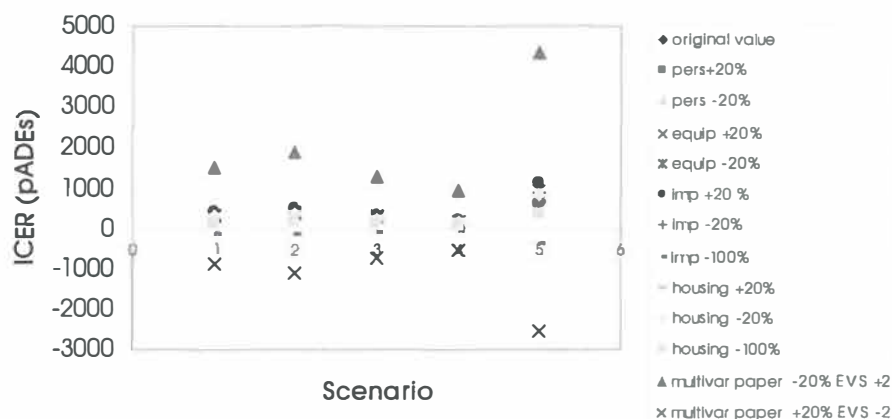 5000
4000
3000
2000
1000
0
-1000
-2000
-3000
ICER (pADEs)
0 1 2 3 4 5 6
Scenario
original value
pers+20%
pers -20%
equip +20%
equip -20%
imp +20 %
imp -20%
imp -100%
housing +20%
housing -20%
housing -100%
multivar paper -20% EVS +2
multivar paper +20% EVS -2